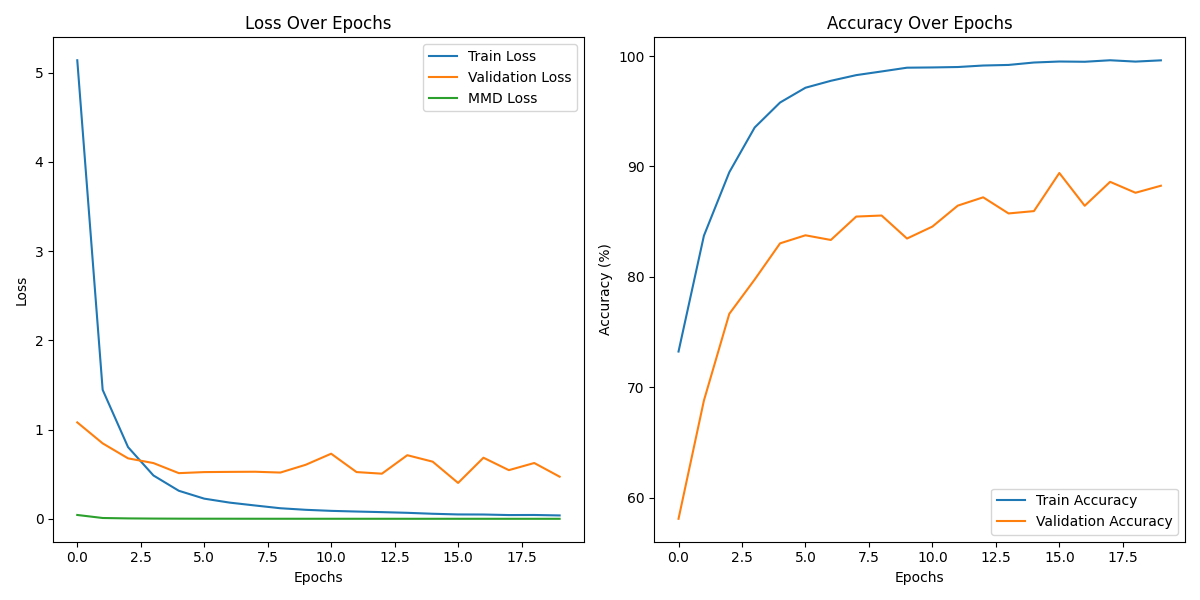 Loss Over Epochs
Train Loss
Validation Loss
MMD Loss
Loss
5
4
3
2
1
0
0.0 2.5 5.0 7.5 10.0 12.5 15.0 17.5
Epochs
Accuracy Over Epochs
Accuracy (%)
100
90
80
70
60
Train Accuracy
Validation Accuracy
0.0 2.5 5.0 7.5 10.0 12.5 15.0 17.5
Epochs